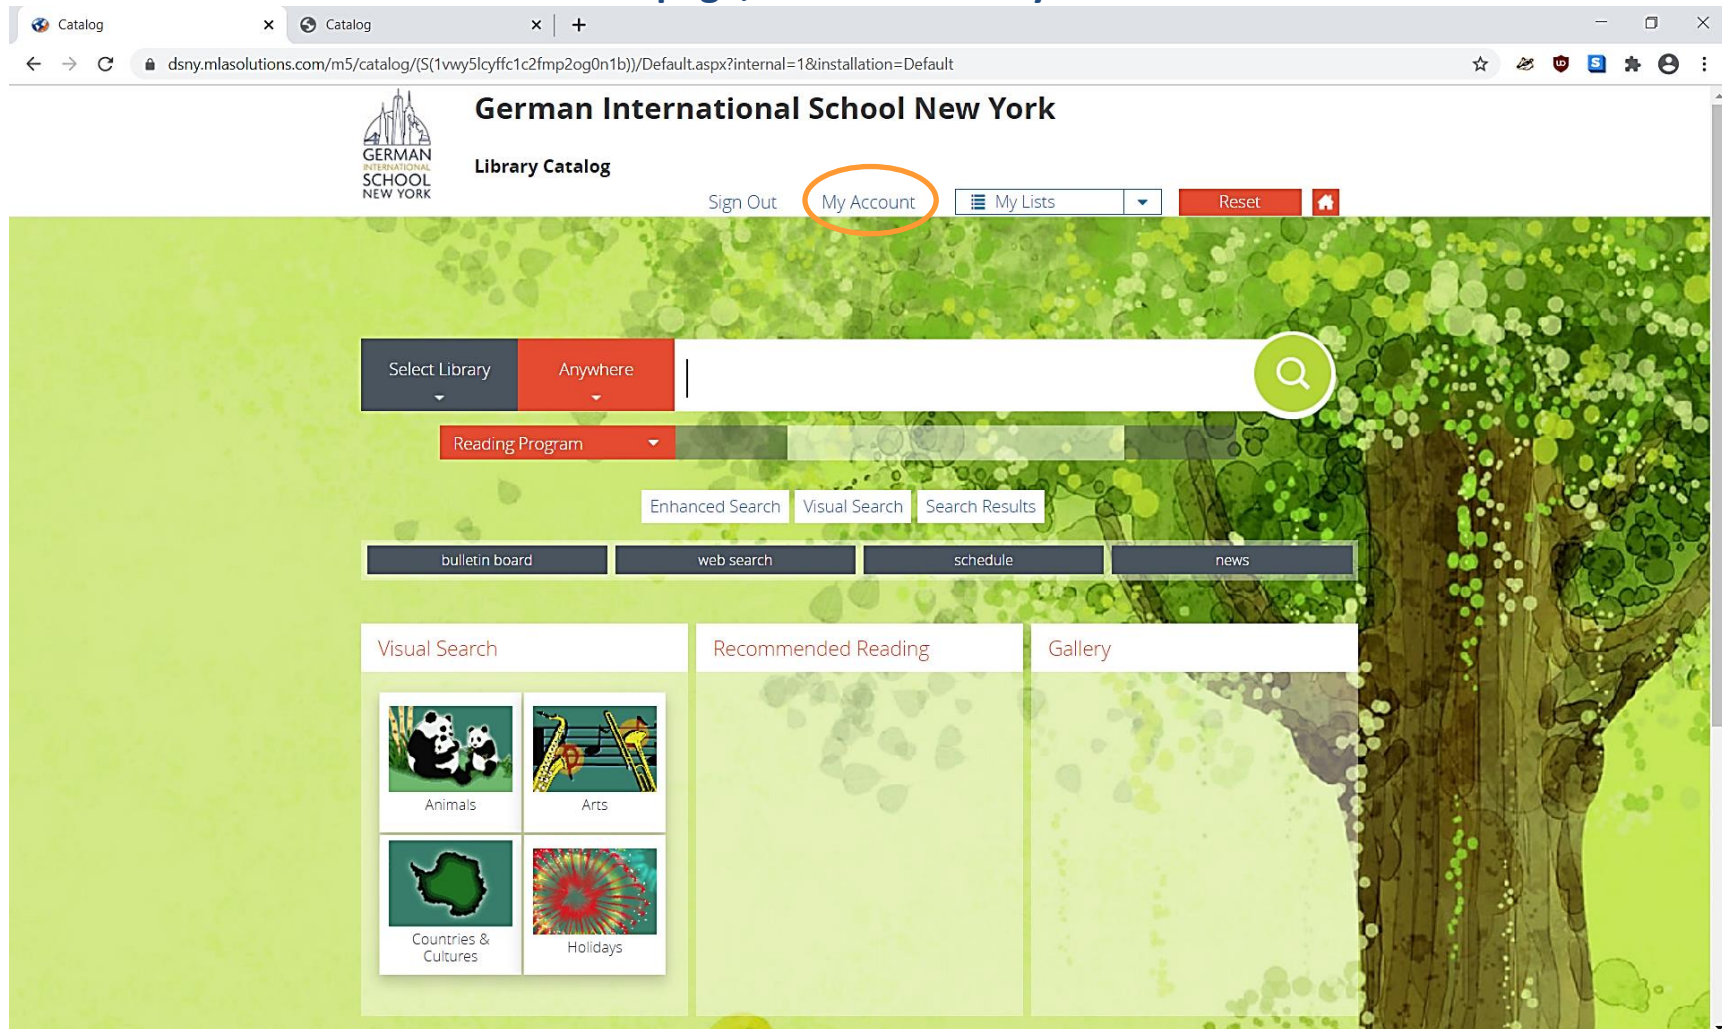 Catalog
Catalog
dsny.mlasolutions.com/m5/catalog/(S(1vwy5lcyffc1c2fmp2og0n1b))/Default.aspx?internal=1&installation=Default
GERMAN
INTERNATIONAL
SCHOOL
NEW YORK
German International School New York
Library Catalog
Sign Out My Account My Lists Reset
Select Library Anywhere
Reading Program
Enhanced Search Visual Search Search Results
bulletin board web search schedule news
Visual Search Recommended Reading Gallery
Animals Arts
Countries &
Cultures
Holidays